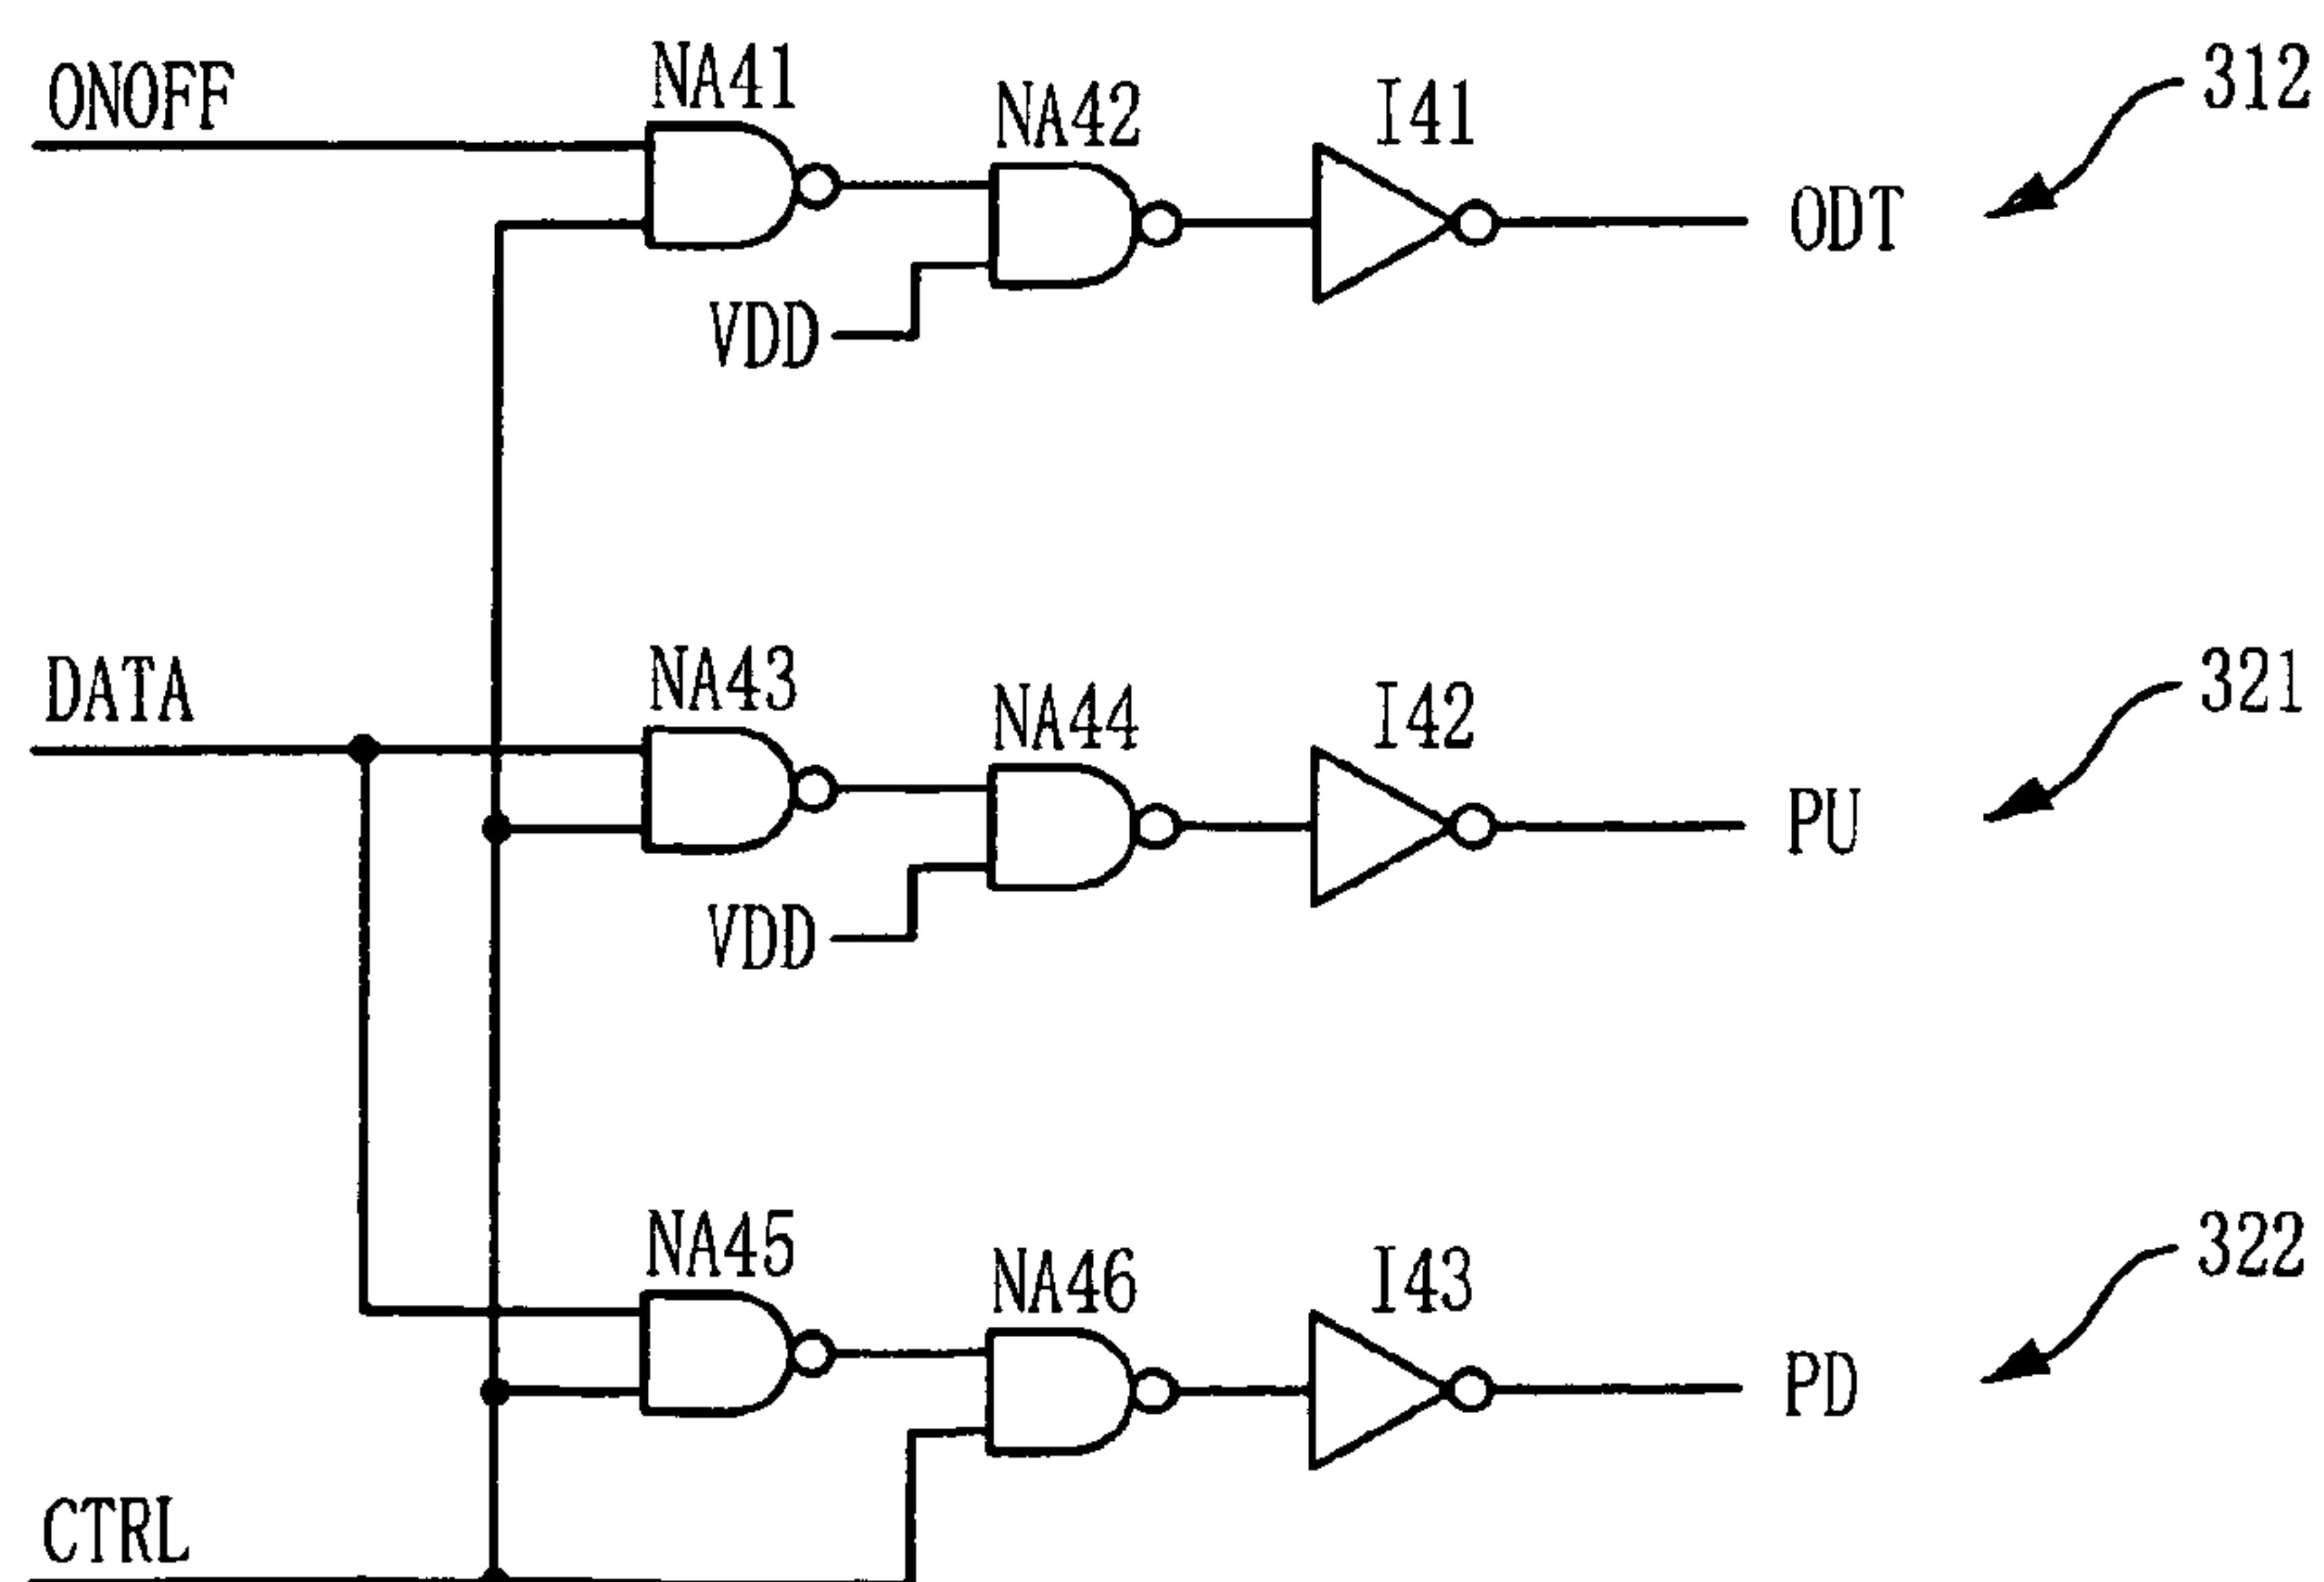 ONOFF
NA41
NA42
I41
312
ODT
VDD
DATA
NA43
NA44
I42
321
PU
VDD
NA45
NA46
I43
322
PD
CTRL